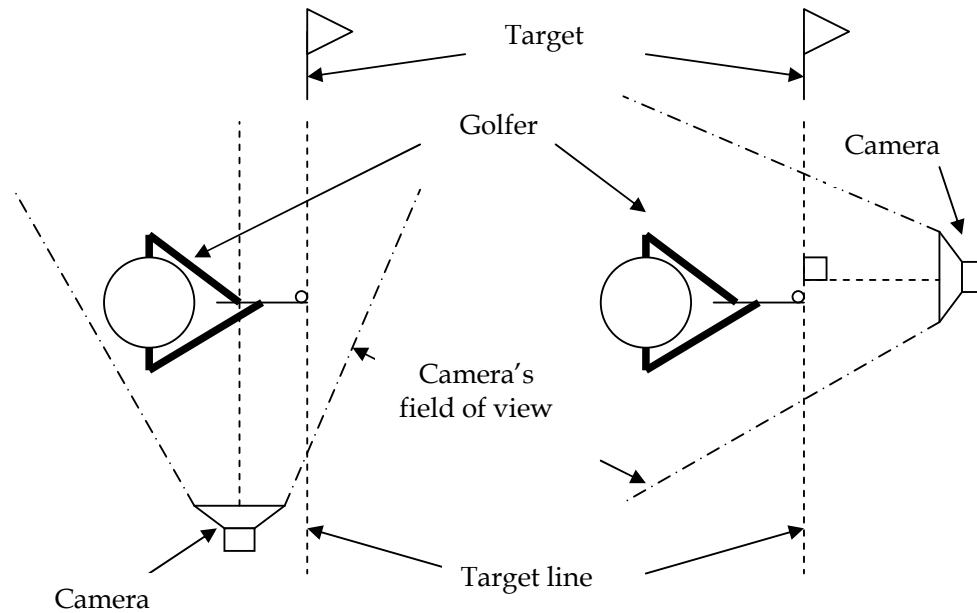 Target
Golfer
Camera
Camera's
field of view
Target line
Camera